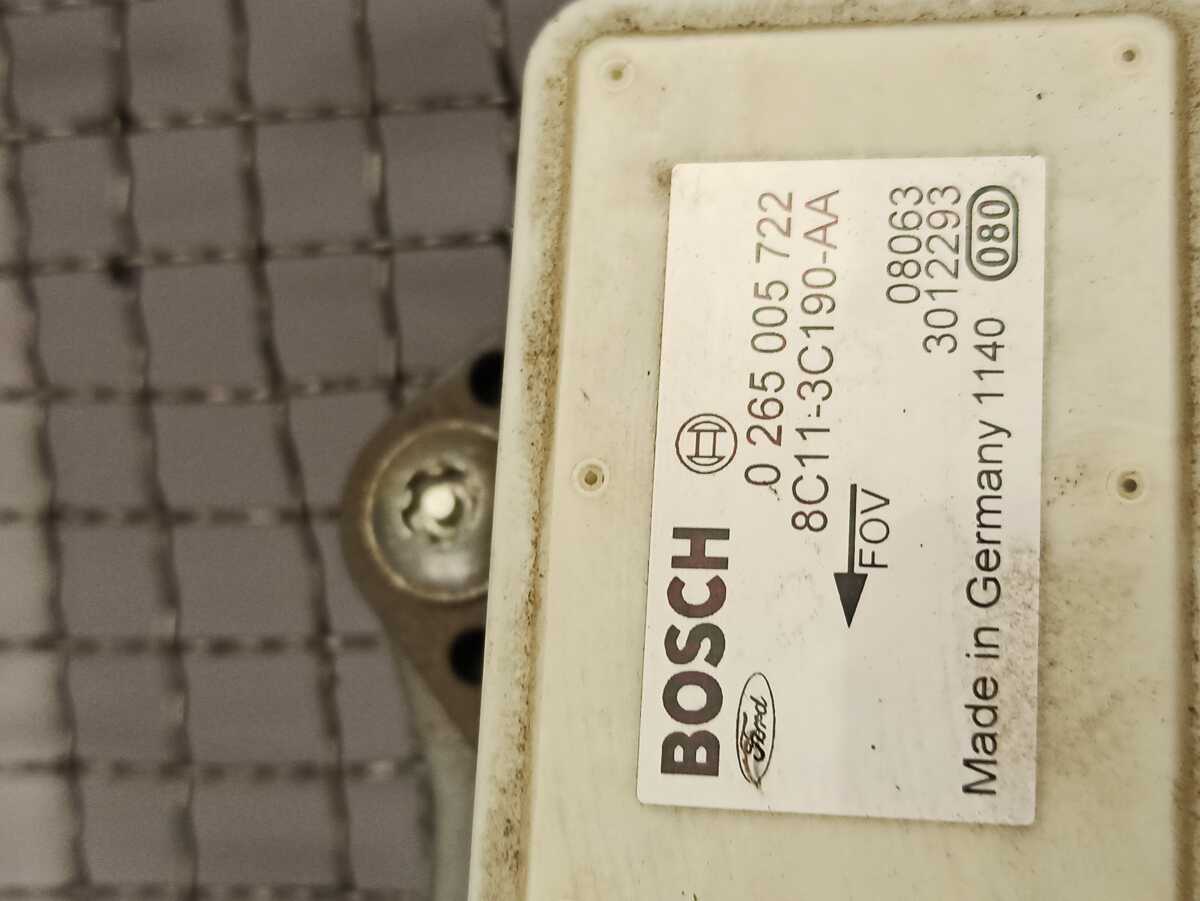 BOSCH
Ford
0 265 005 722
8C11-3C190-AA
FOV
08063
3012293
Made in Germany 1140 080